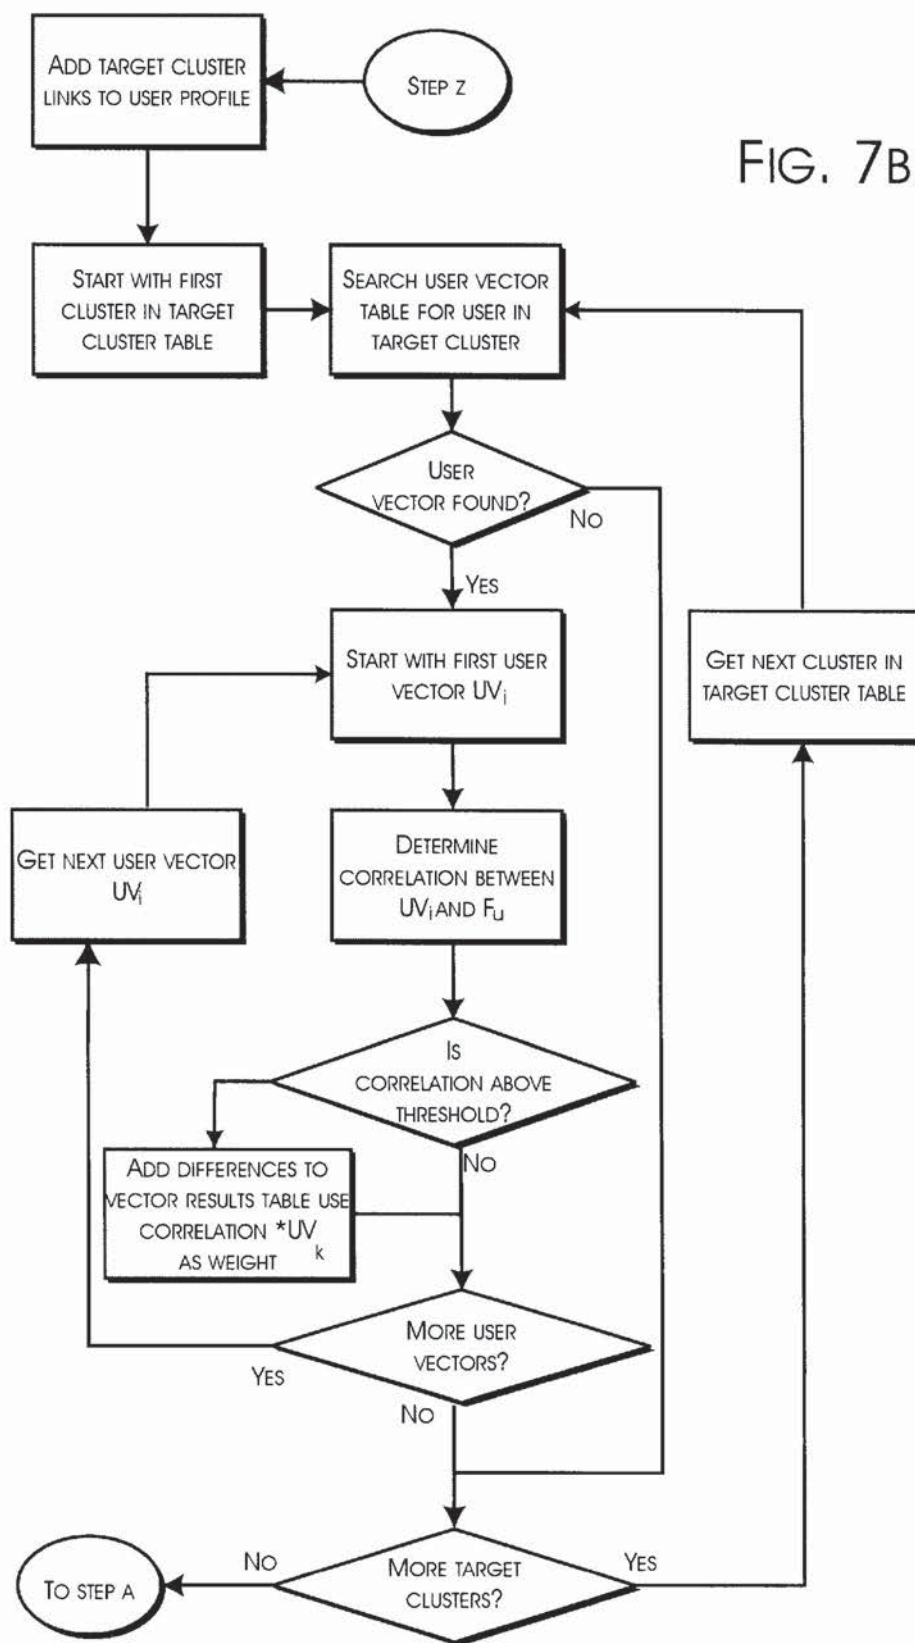 ADD TARGET CLUSTER
LINKS TO USER PROFILE
STEP Z
FIG. 7B
START WITH FIRST
CLUSTER IN TARGET
CLUSTER TABLE
SEARCH USER VECTOR
TABLE FOR USER IN
TARGET CLUSTER
USER
VECTOR FOUND?
NO
YES
START WITH FIRST USER
VECTOR UVi
GET NEXT CLUSTER IN
TARGET CLUSTER TABLE
GET NEXT USER VECTOR
UVi
DETERMINE
CORRELATION BETWEEN
UVi AND Fu
IS
CORRELATION ABOVE
THRESHOLD?
NO
ADD DIFFERENCES TO
VECTOR RESULTS TABLE USE
CORRELATION *UVk
AS WEIGHT
MORE USER
VECTORS?
YES
NO
MORE TARGET
CLUSTERS?
NO
YES
TO STEP A